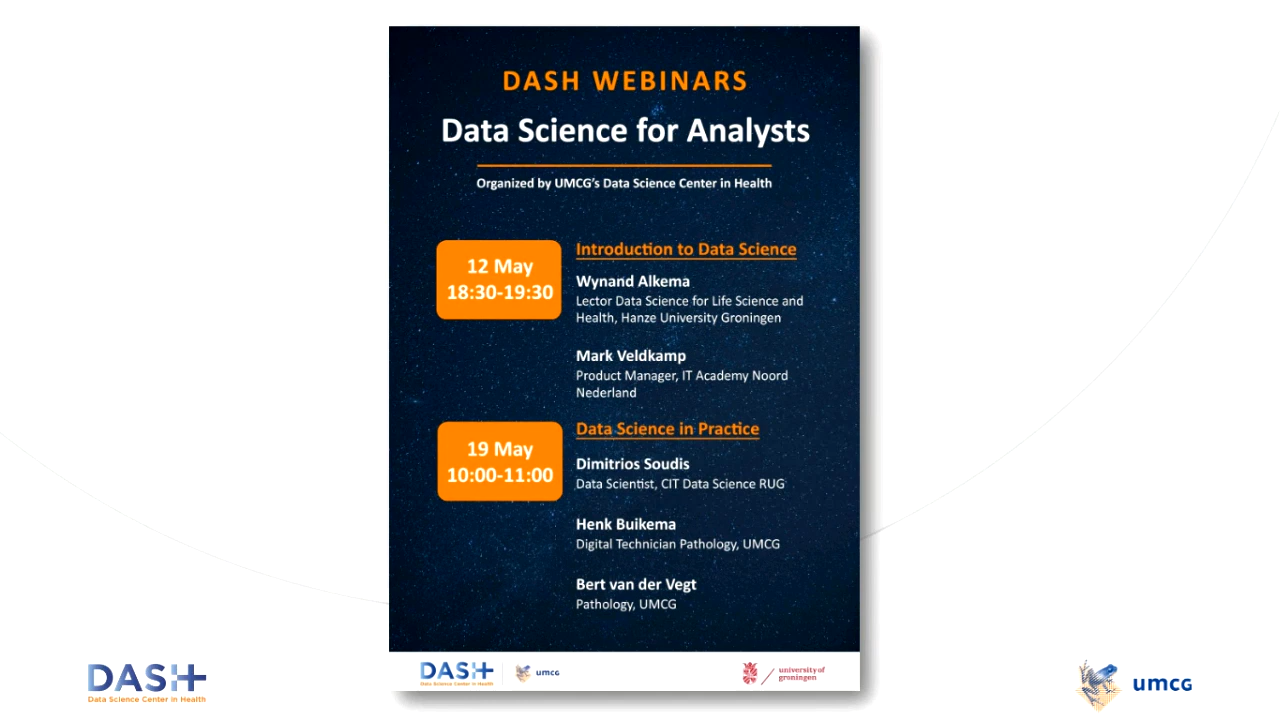 DASH WEBINARS
Data Science for Analysts
Organized by UMCG's Data Science Center in Health
12 May
18:30-19:30
Introduction to Data Science
Wynand Alkema
Lector Data Science for Life Science and
Health, Hanze University Groningen
Mark Veldkamp
Product Manager, IT Academy Noord
Nederland
19 May
10:00-11:00
Data Science in Practice
Dimitrios Soudis
Data Scientist, CIT Data Science RUG
Henk Buikema
Digital Technician Pathology, UMCG
Bert van der Vegt
Pathology, UMCG
DASH
Data Science Center in Health
umcg
university of
groningen
DASH
Data Science Center in Health
umcg